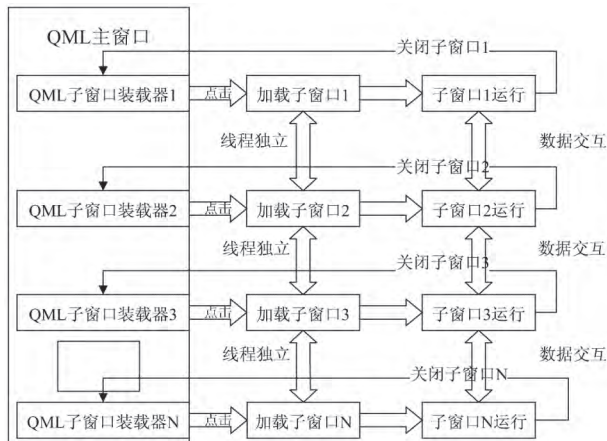 QML主窗口
关闭子窗口1
QML子窗口装载器1
点击
加载子窗口1
子窗口1运行
线程独立
数据交互
关闭子窗口2
QML子窗口装载器2
点击
加载子窗口2
子窗口2运行
线程独立
数据交互
关闭子窗口3
QML子窗口装载器3
点击
加载子窗口3
子窗口3运行
线程独立
数据交互
关闭子窗口N
QML子窗口装载器N
点击
加载子窗口N
子窗口N运行